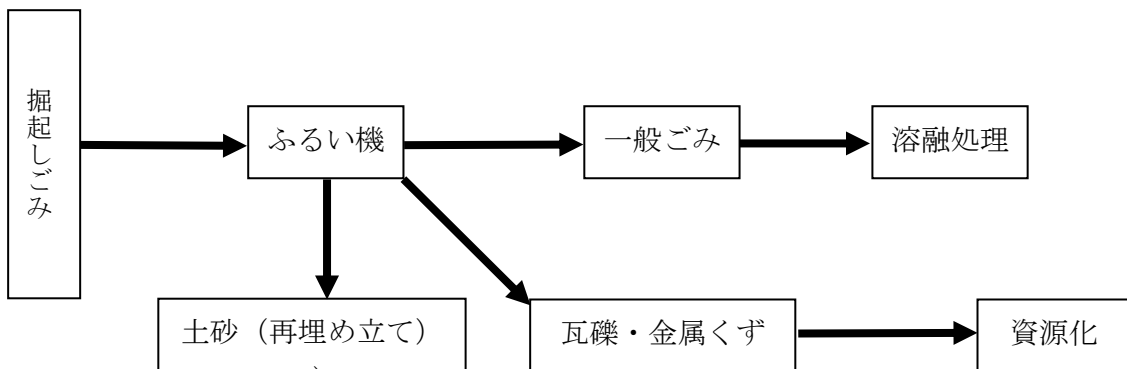 掘起しごみ
ふるい機
一般ごみ
溶融処理
土砂（再埋め立て）
瓦礫・金属くず
資源化